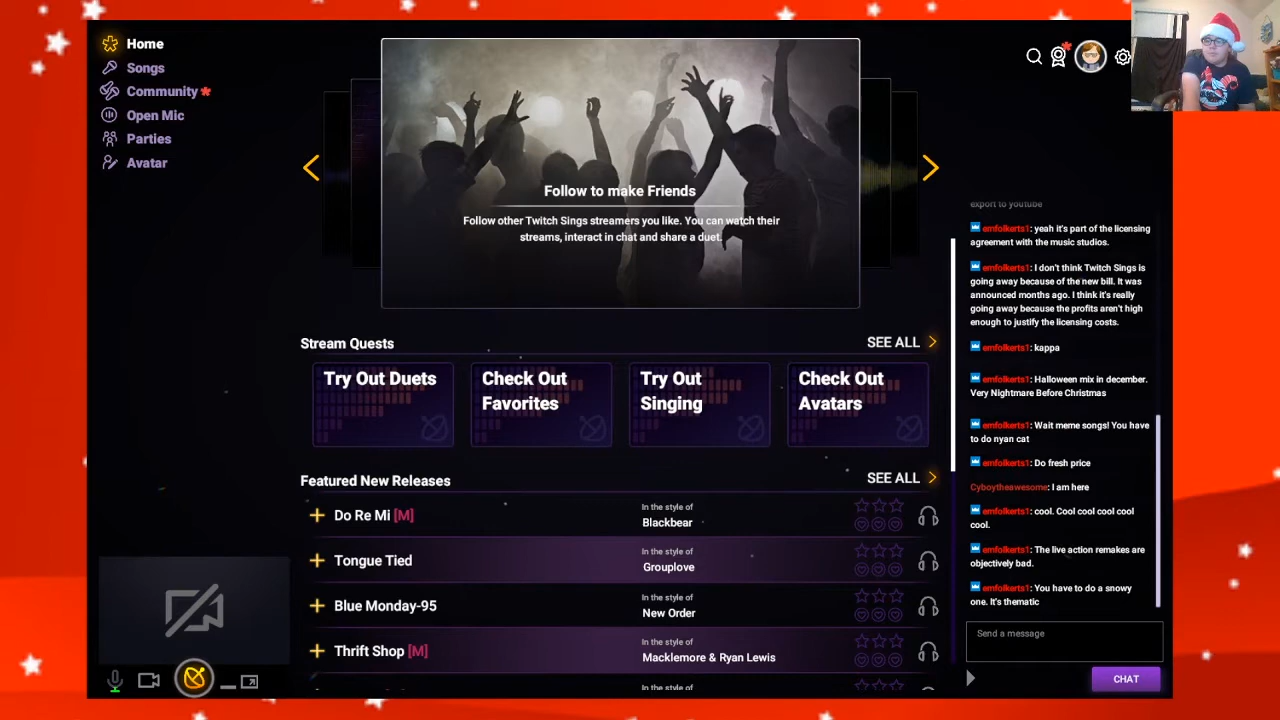 Home
Songs
Community
Open Mic
Parties
Avatar
Follow to make Friends
Follow other Twitch Sings streamers you like. You can watch their
streams, interact in chat and share a duet.
Stream Quests
SEE ALL
Try Out Duets
Check Out
Favorites
Try Out
Singing
Check Out
Avatars
Featured New Releases
SEE ALL
Do Re Mi [M]
In the style of
Blackbear
Tongue Tied
In the style of
Grouplove
Blue Monday-95
In the style of
New Order
Thrift Shop [M]
In the style of
Macklemore & Ryan Lewis
In the style of
export to youtube
emfolkerts1: yeah it's part of the licensing
agreement with the music studios.
emfolkerts1: I don't think Twitch Sings is
going away because of the new bill. It was
announced months ago. I think it's really
going away because the profits aren't high
enough to justify the licensing costs.
emfolkerts1: kappa
emfolkerts1: Halloween mix in december.
Very Nightmare Before Christmas
emfolkerts1: Wait meme songs! You have
to do nyan cat
emfolkerts1: Do fresh price
Cyboytheawesome: I am here
emfolkerts1: cool. Cool cool cool cool
cool.
emfolkerts1: The live action remakes are
objectively bad.
emfolkerts1: You have to do a snowy
one. It's thematic
Send a message
CHAT